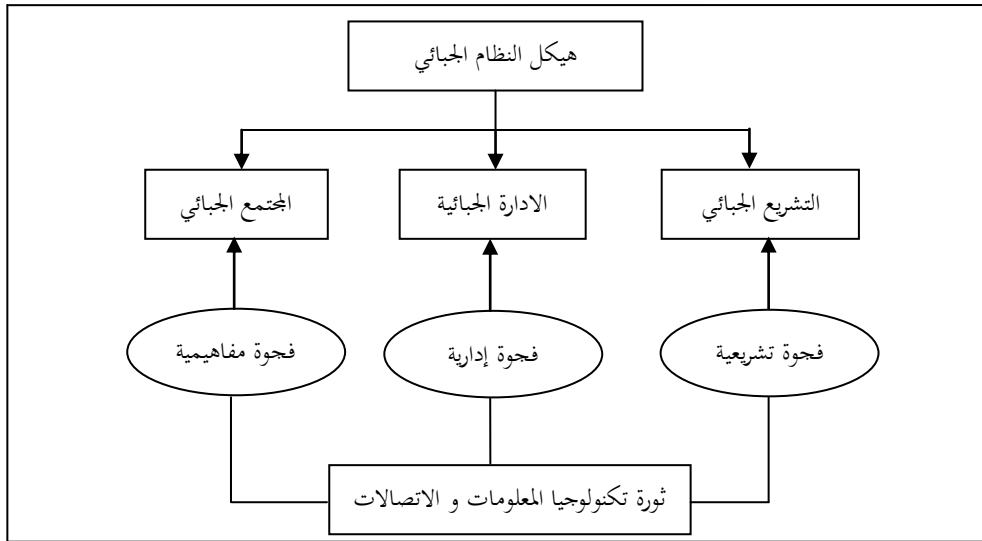 هيكل النظام الجبائي
التشريع الجبائي
الادارة الجبائية
المجتمع الجبائي
فجوة تشريعية
فجوة إدارية
فجوة مفاهيمية
ثورة تكنولوجيا المعلومات و الاتصالات